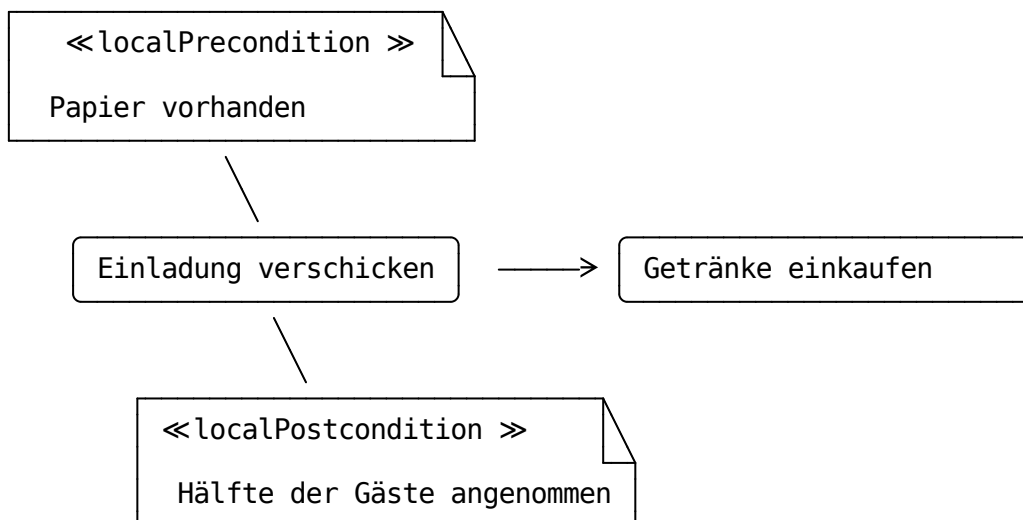 ≪localPrecondition ≫
Papier vorhanden
Einladung verschicken
Getränke einkaufen
≪localPostcondition ≫
Hälfte der Gäste angenommen